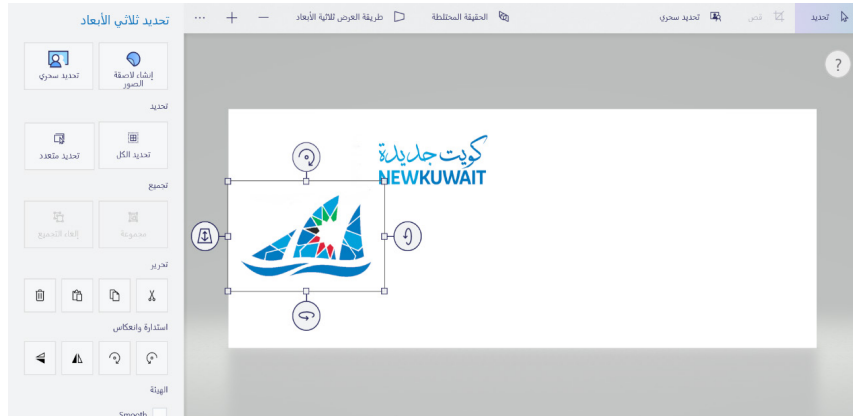 تحديد
قص
تحديد سحري
الحقيقة المختلطة
طريقة العرض ثلاثية الأبعاد
تحديد ثلاثي الأبعاد
إنشاء لاصقة الصور
تحديد سحري
تحديد
تحديد الكل
تحديد متعدد
تجميع
مجموعة
إلغاء التجميع
تحرير
استدارة وانعكاس
الهيئة
Smooth
?
كويت جديدة
NEWKUWAIT